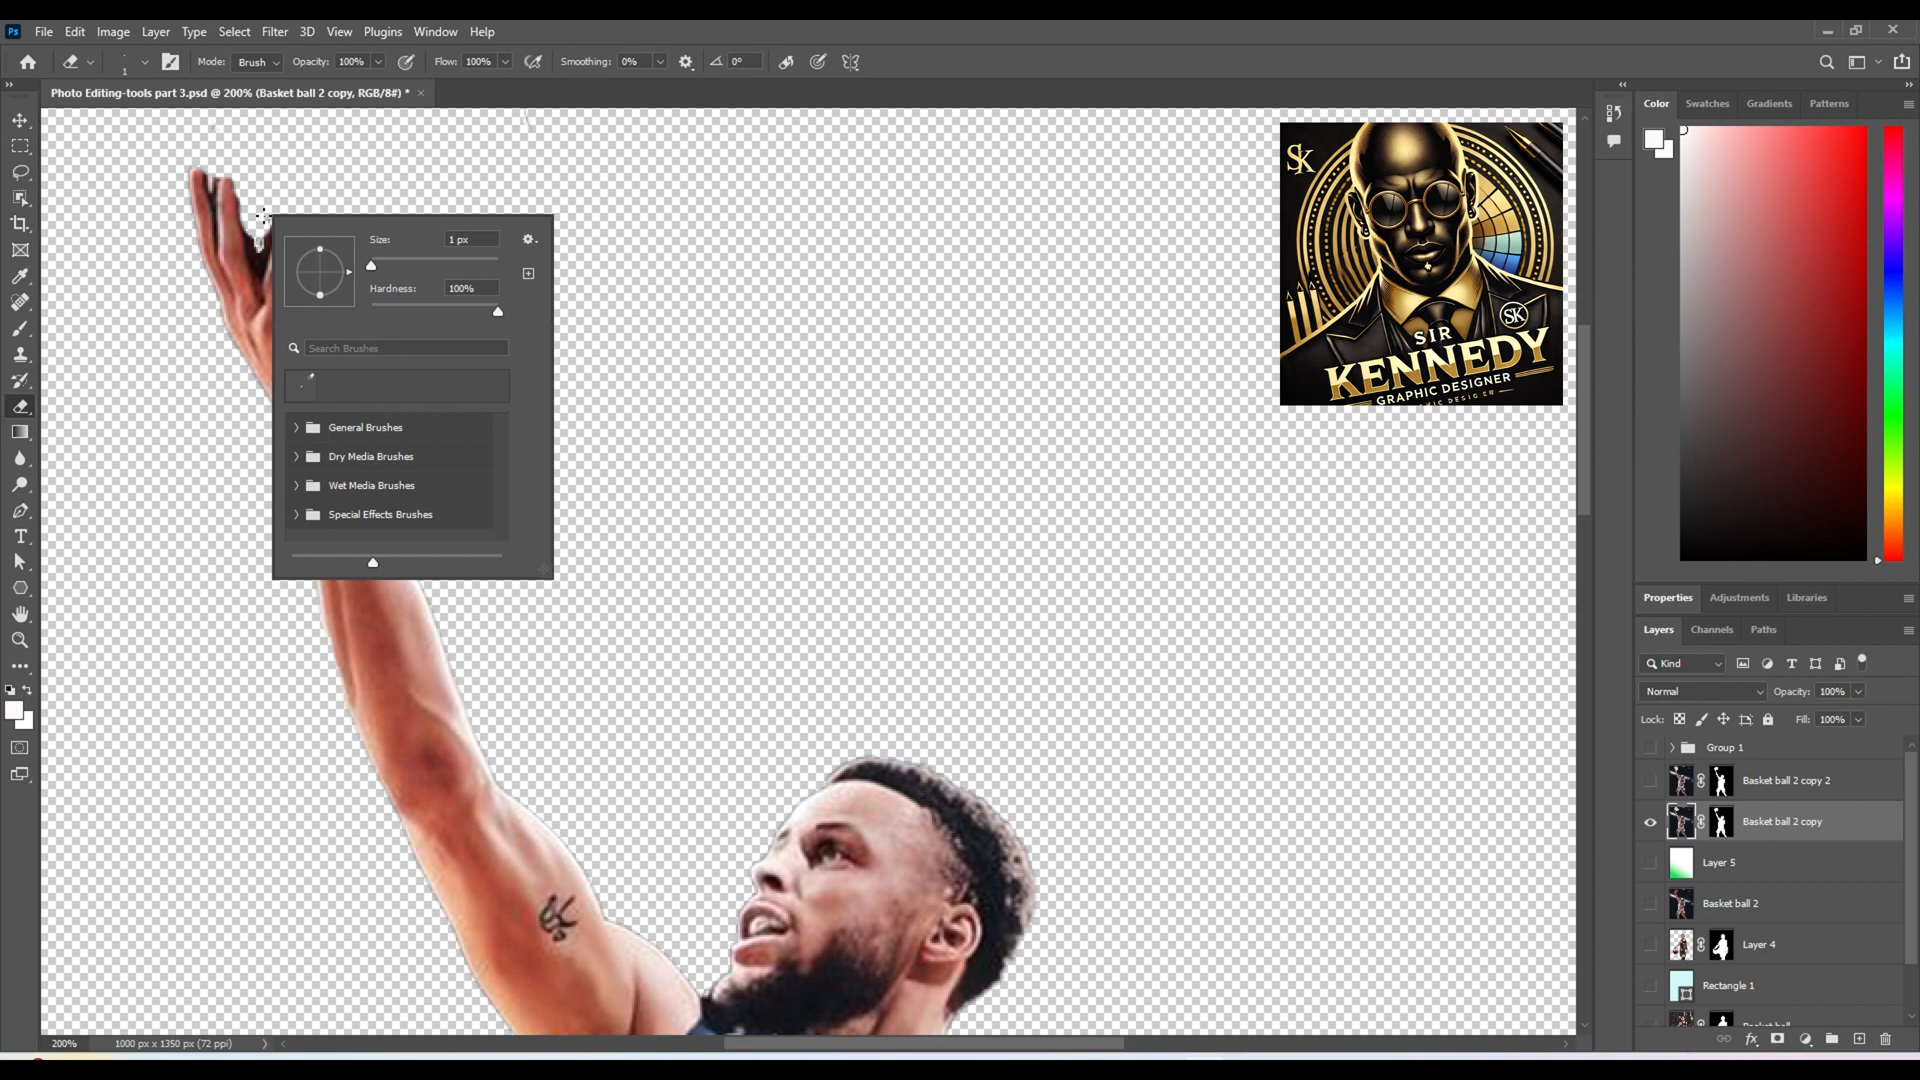 Ps File Edit Image Layer Type Select Filter 3D View Plugins Window Help
1 Mode: Brush Opacity: 100% Flow: 100% Smoothing: 0% 0°
Photo Editing-tools part 3.psd @ 200% (Basket ball 2 copy, RGB/8#) * ×
Color Swatches Gradients Patterns
SK
SK
SIR
KENNEDY
GRAPHIC DESIGNER
Size: 1 px
Hardness: 100%
Search Brushes
General Brushes
Dry Media Brushes
Wet Media Brushes
Special Effects Brushes
Properties Adjustments Libraries
Layers Channels Paths
Kind
Normal Opacity: 100%
Lock: Fill: 100%
Group 1
Basket ball 2 copy 2
Basket ball 2 copy
Layer 5
Basket ball 2
Layer 4
Rectangle 1
Basket ball
200% 1000 px x 1350 px (72 ppi)